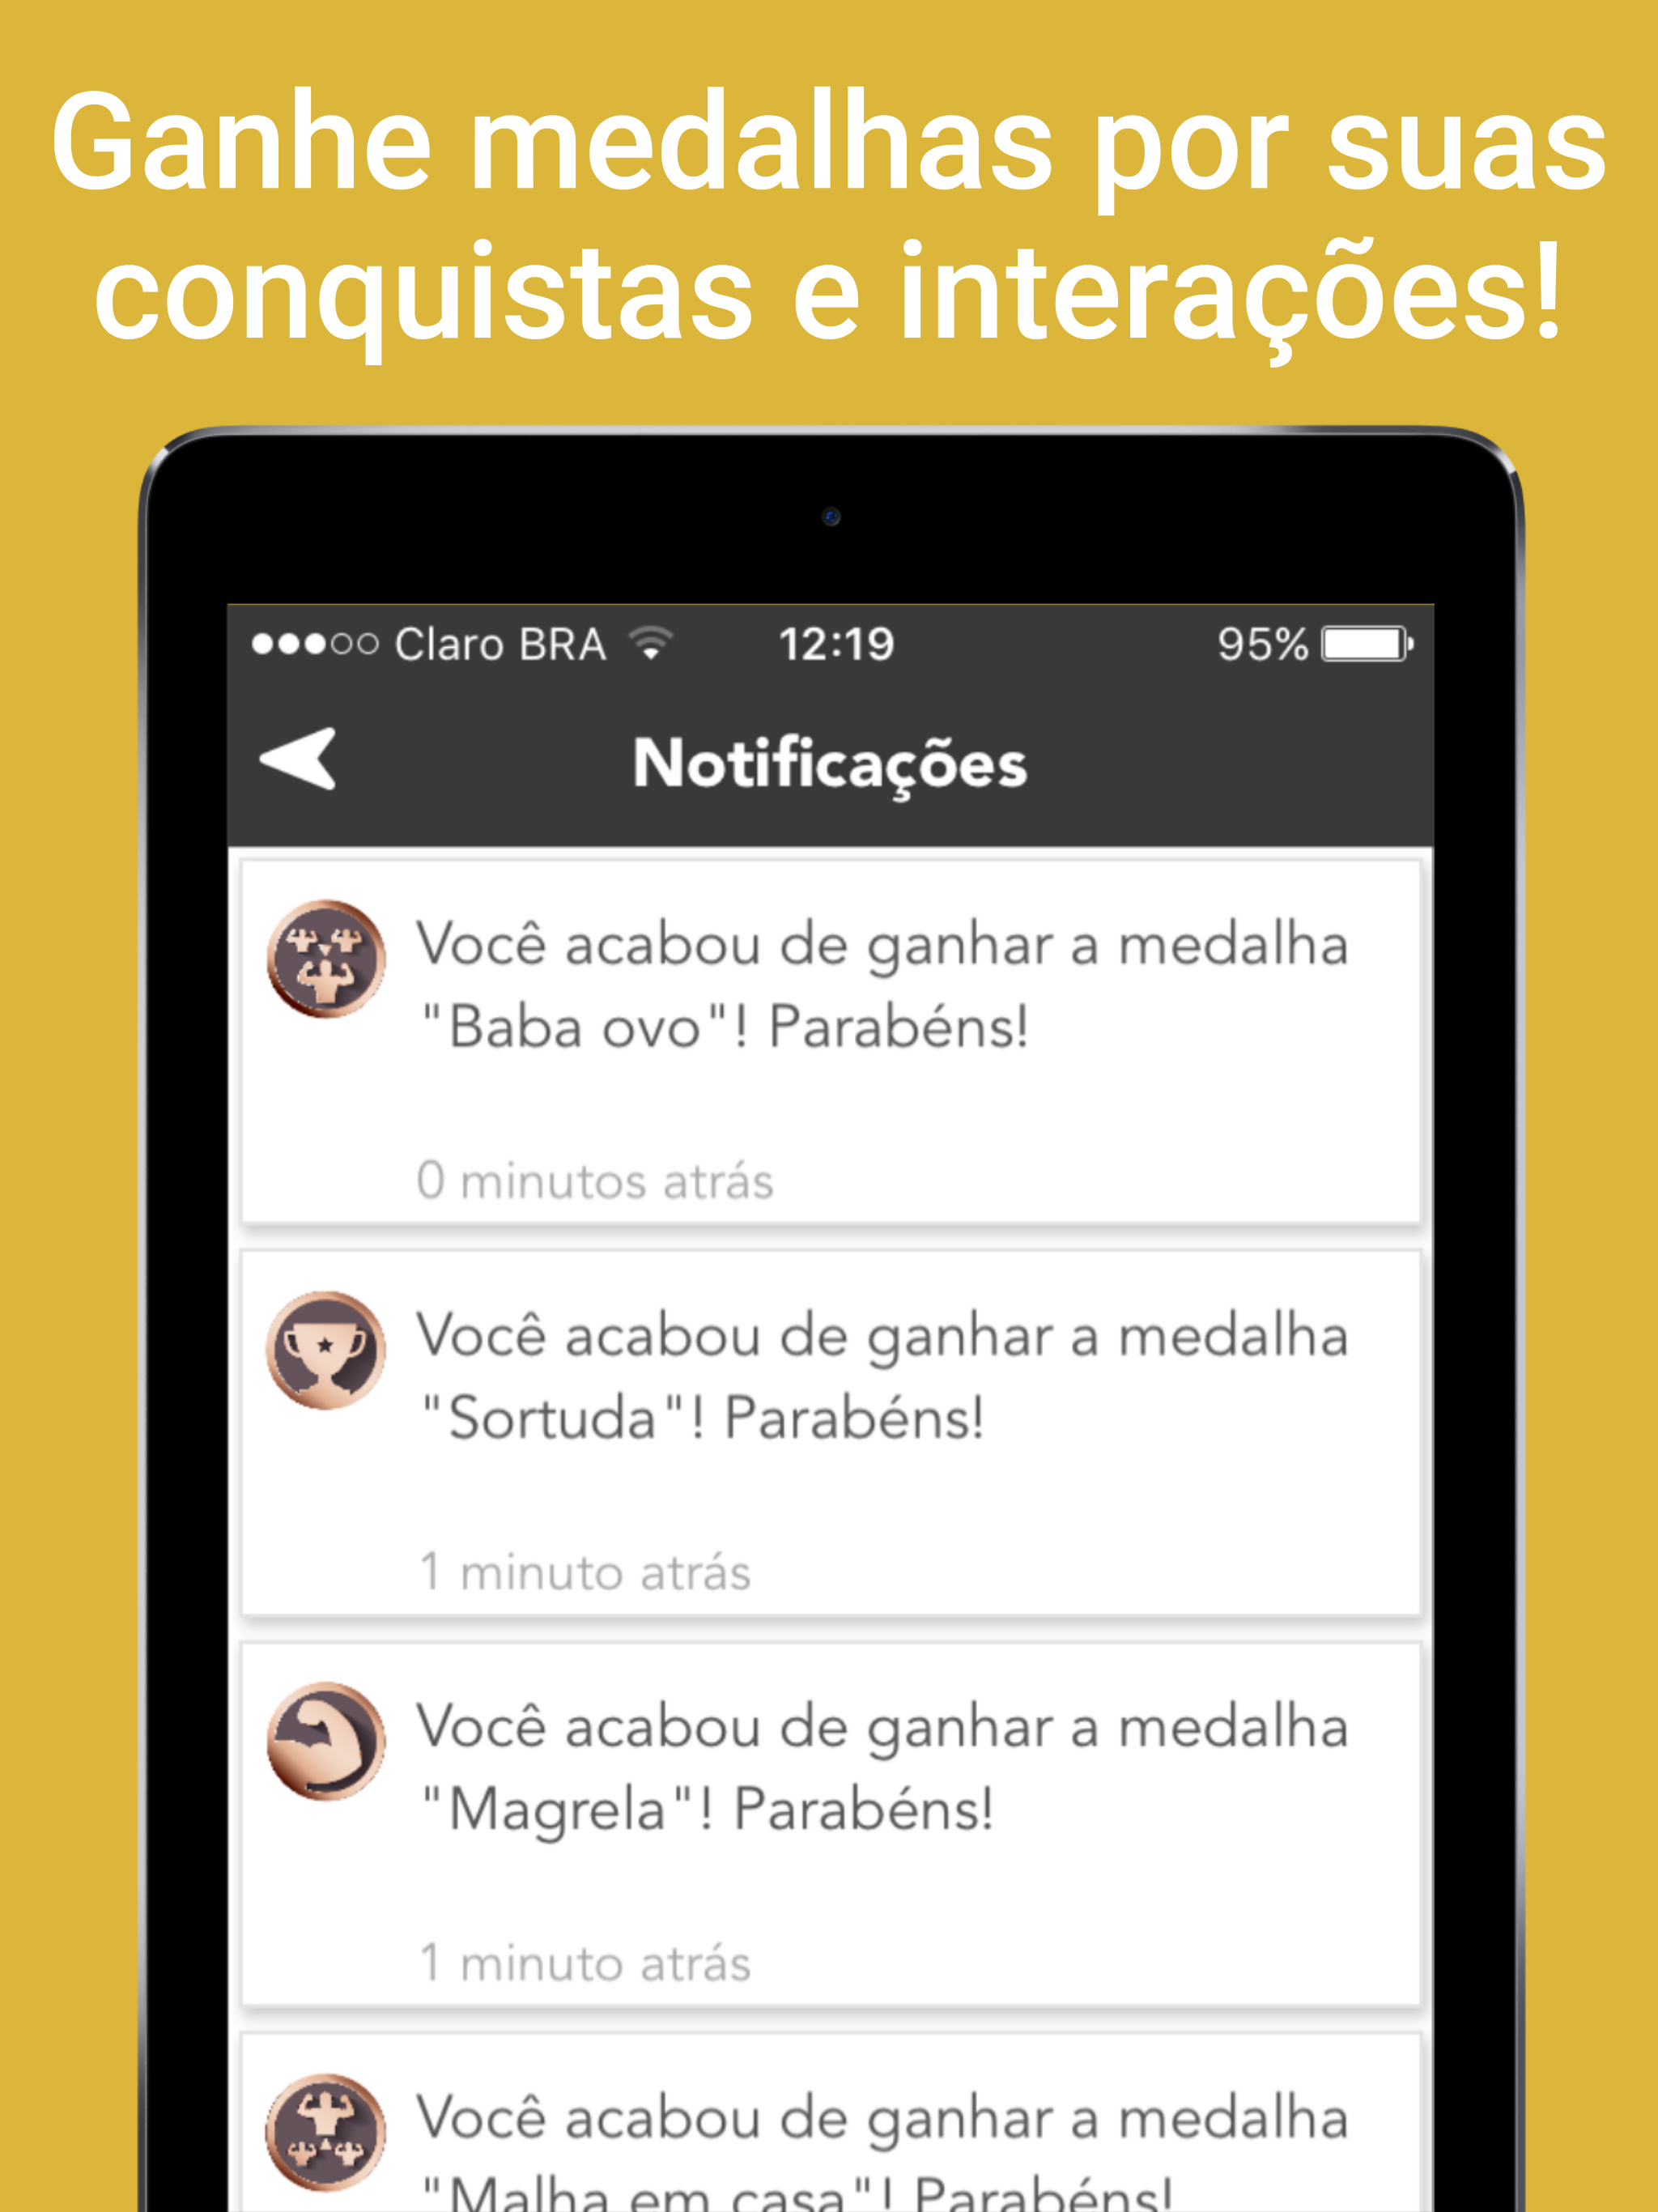 Ganhe medalhas por suas
conquistas e interações!
Claro BRA 12:19 95%
Notificações
Você acabou de ganhar a medalha
"Baba ovo"! Parabéns!
0 minutos atrás
Você acabou de ganhar a medalha
"Sortuda"! Parabéns!
1 minuto atrás
Você acabou de ganhar a medalha
"Magrela"! Parabéns!
1 minuto atrás
Você acabou de ganhar a medalha
"Malha em casa"! Parabéns!